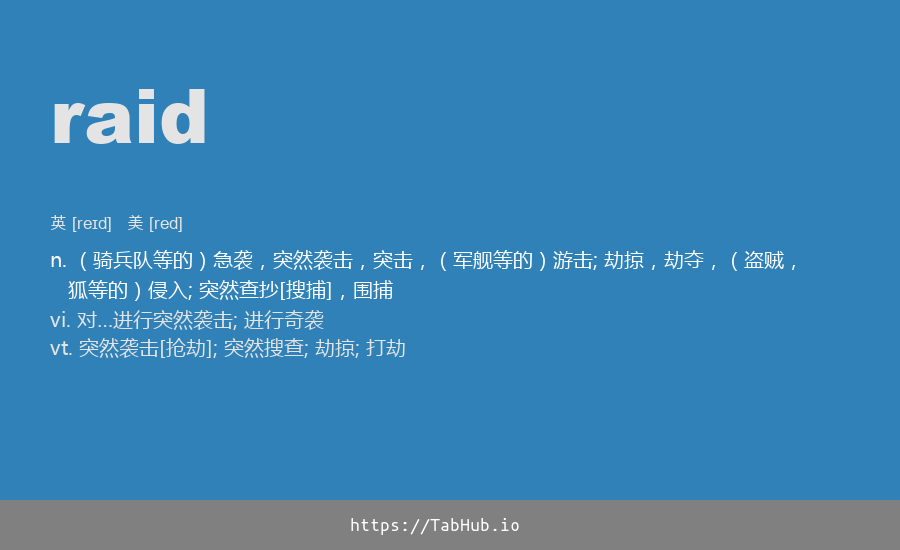 raid
英 [reɪd] 美 [red]
n. （骑兵队等的）急袭，突然袭击，突击，（军舰等的）游击; 劫掠，劫夺，（盗贼，
狐等的）侵入; 突然查抄[搜捕]，围捕
vi. 对…进行突然袭击; 进行奇袭
vt. 突然袭击[抢劫]; 突然搜查; 劫掠; 打劫
https://TabHub.io